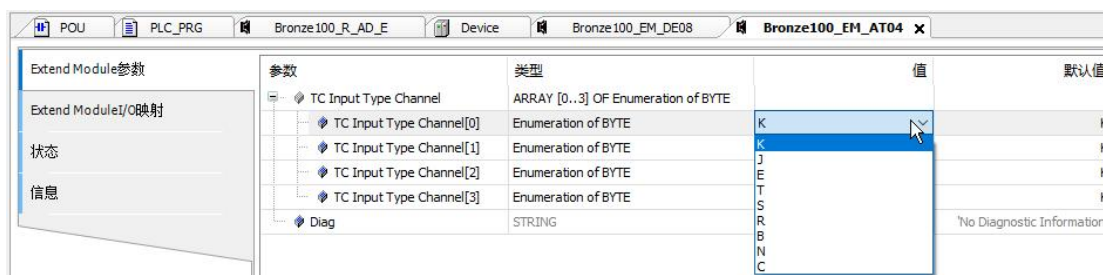 POU PLC_PRG Bronze100_R_AD_E Device Bronze100_EM_DE08 Bronze100_EM_AT04
Extend Module参数
Extend ModuleI/O映射
状态
信息
参数 类型 值 默认值
TC Input Type Channel ARRAY [0..3] OF Enumeration of BYTE
TC Input Type Channel[0] Enumeration of BYTE K
TC Input Type Channel[1] Enumeration of BYTE
TC Input Type Channel[2] Enumeration of BYTE
TC Input Type Channel[3] Enumeration of BYTE
Diag STRING 'No Diagnostic Information
K
J
E
T
S
R
B
N
C